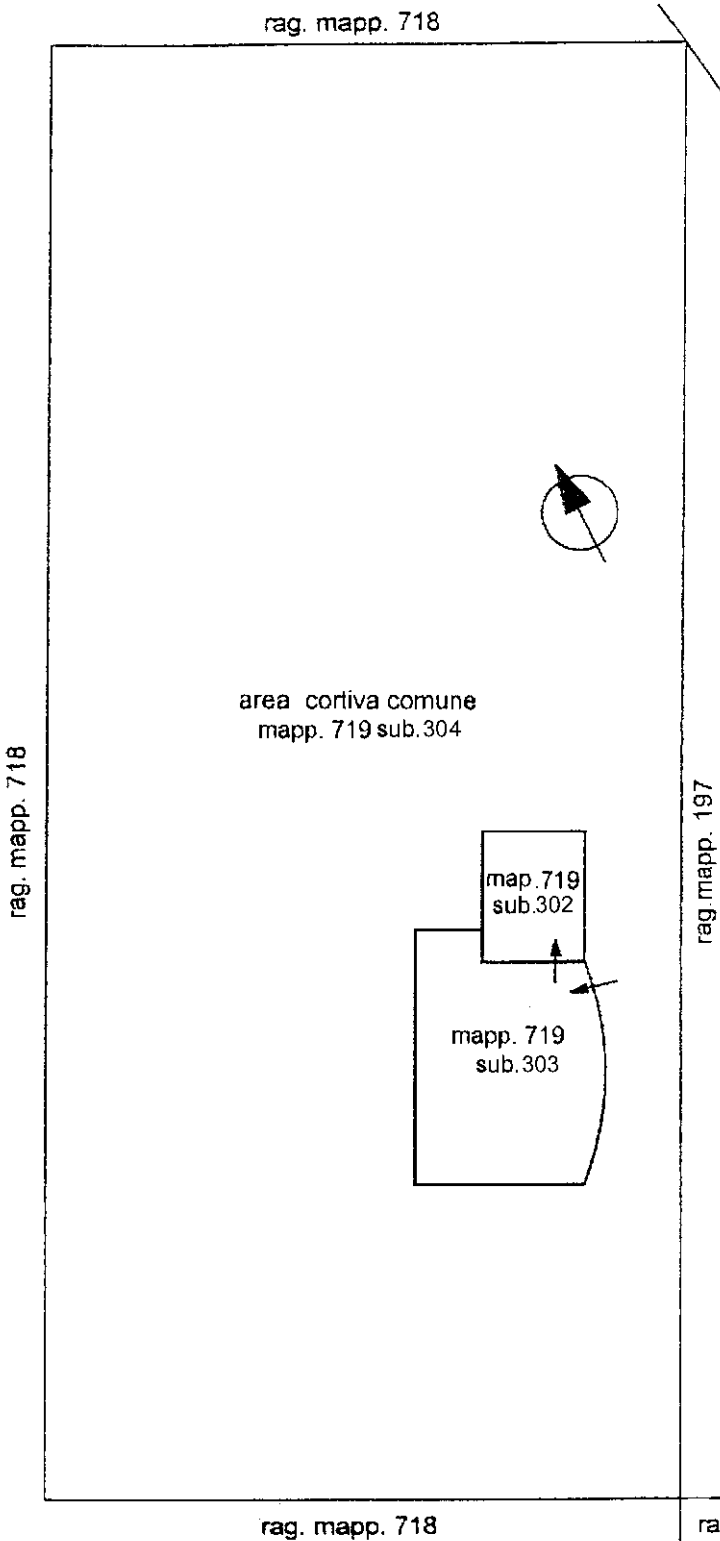 rag. mapp. 718
area cortiva comune
mapp. 719 sub.304
rag. mapp. 718
rag.mapp. 197
map.719
sub.302
mapp. 719
sub.303
rag. mapp. 718
ra